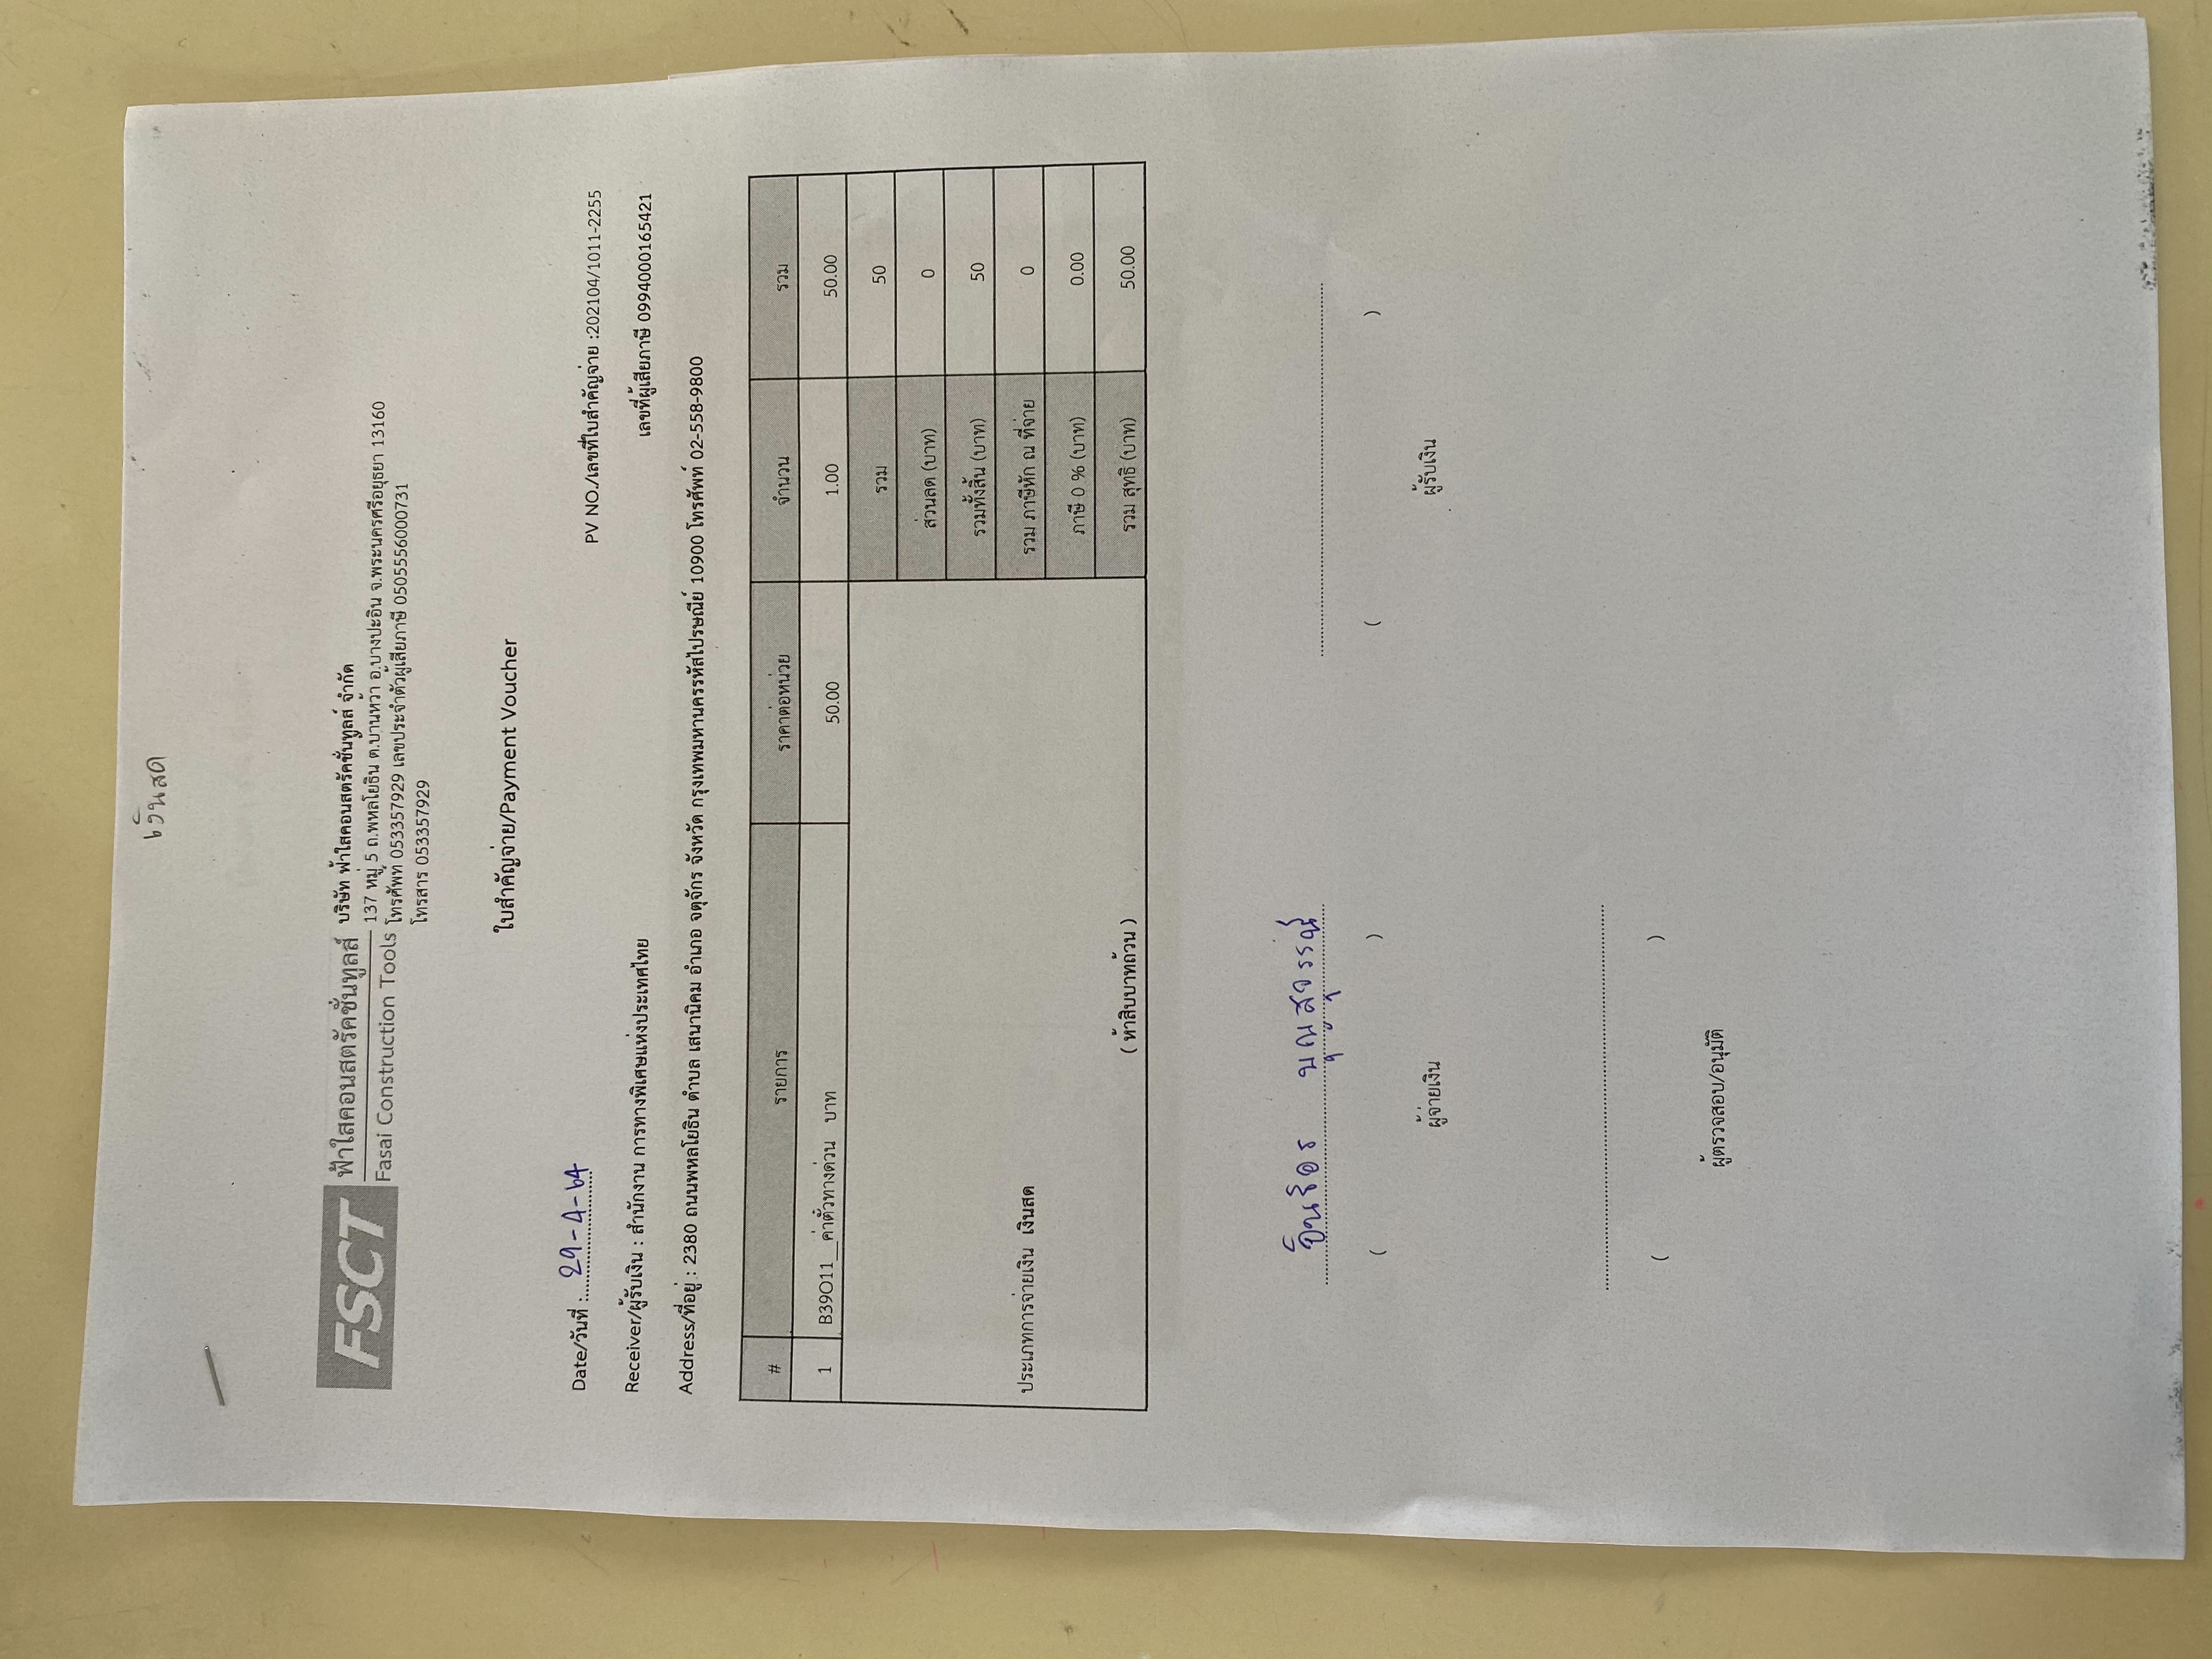 เงินสด
FSCT
ฟ้าใสคอนสตรัคชั่นทูลส์
Fasai Construction Tools
บริษัท ฟ้าใสคอนสตรัคชั่นทูลส์ จำกัด
137 หมู่ 5 ถ.พหลโยธิน ต.บ้านหว้า อ.บางปะอิน จ.พระนครศรีอยุธยา 13160
โทรศัพท์ 053357929 เลขประจำตัวผู้เสียภาษี 0505556000731
โทรสาร 053357929
ใบสำคัญจ่าย/Payment Voucher
Date/วันที่ : 29-4-64
PV NO./เลขที่ใบสำคัญจ่าย :202104/1011-2255
Receiver/ผู้รับเงิน : สำนักงาน การทางพิเศษแห่งประเทศไทย
เลขที่ผู้เสียภาษี 0994000165421
Address/ที่อยู่ : 2380 ถนนพหลโยธิน ตำบล เสนานิคม อำเภอ จตุจักร จังหวัด กรุงเทพมหานครรหัสไปรษณีย์ 10900 โทรศัพท์ 02-558-9800
# รายการ ราคาต่อหน่วย จำนวน รวม
1 B39O11__ค่าตั๋วทางด่วน บาท 50.00 1.00 50.00
รวม 50
ส่วนลด (บาท) 0
รวมทั้งสิ้น (บาท) 50
ประเภทการจ่ายเงิน เงินสด
รวม ภาษีหัก ณ ที่จ่าย 0
ภาษี 0 % (บาท) 0.00
( ห้าสิบบาทถ้วน )
รวม สุทธิ (บาท) 50.00
บุญสุวรรณ์
( ) ( )
ผู้จ่ายเงิน ผู้รับเงิน
( )
ผู้ตรวจสอบ/อนุมัติ